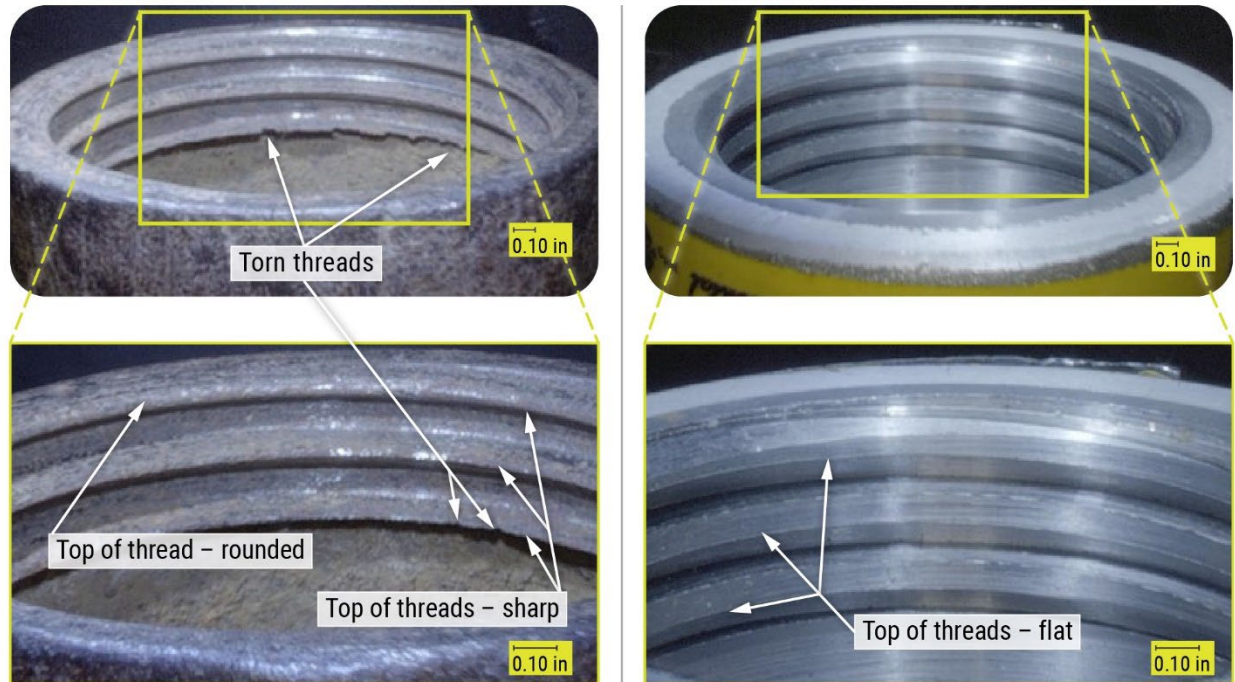 0.10 in
0.10 in
Torn threads
Top of thread – rounded
Top of threads – sharp
0.10 in
Top of threads – flat
0.10 in